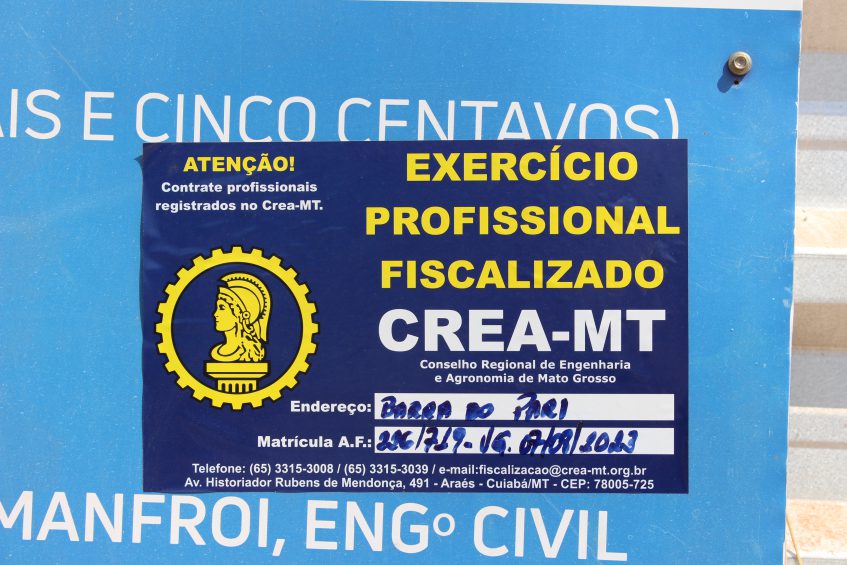 AIS E CINCO CENTAVOS)
ATENÇÃO!
Contrate profissionais
registrados no Crea-MT.
EXERCÍCIO
PROFISSIONAL
FISCALIZADO
CREA-MT
Conselho Regional de Engenharia
e Agronomia de Mato Grosso
Endereço: BARRA DO PARI
Matrícula A.F.:
Telefone: (65) 3315-3008 / (65) 3315-3039 / e-mail:fiscalizacao@crea-mt.org.br
Av. Historiador Rubens de Mendonça, 491 - Araés - Cuiabá/MT - CEP: 78005-725
MANFROI, ENGº CIVIL